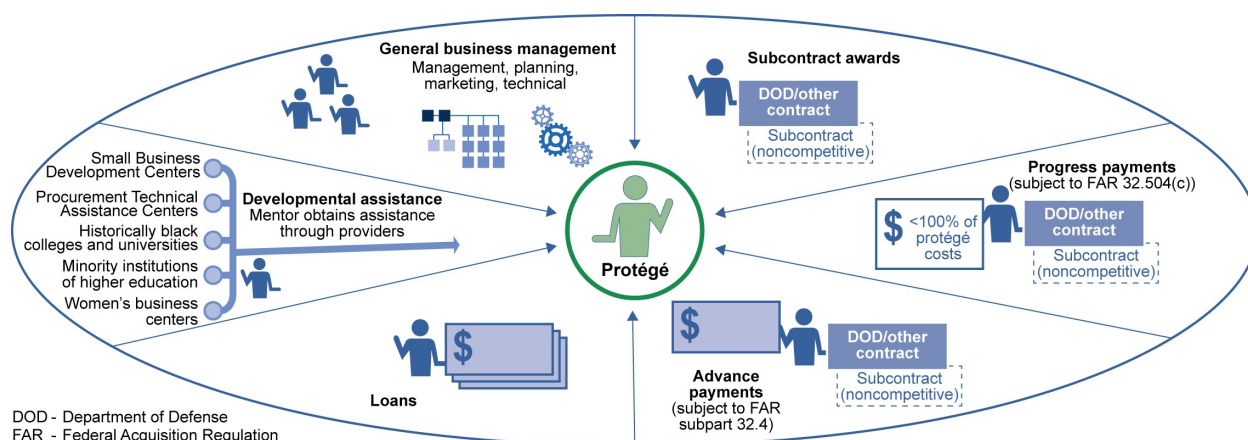 General business management
Management, planning,
marketing, technical
Subcontract awards
DOD/other
contract
Subcontract
(noncompetitive)
Small Business
Development Centers
Procurement Technical
Assistance Centers
Historically black
colleges and universities
Minority institutions
of higher education
Women's business
centers
Developmental assistance
Mentor obtains assistance
through providers
Protégé
Progress payments
(subject to FAR 32.504(c))
$ <100% of
protégé
costs
DOD/other
contract
Subcontract
(noncompetitive)
Loans
$
$
Advance
payments
(subject to FAR
subpart 32.4)
DOD/other
contract
Subcontract
(noncompetitive)
DOD - Department of Defense
FAR - Federal Acquisition Regulation